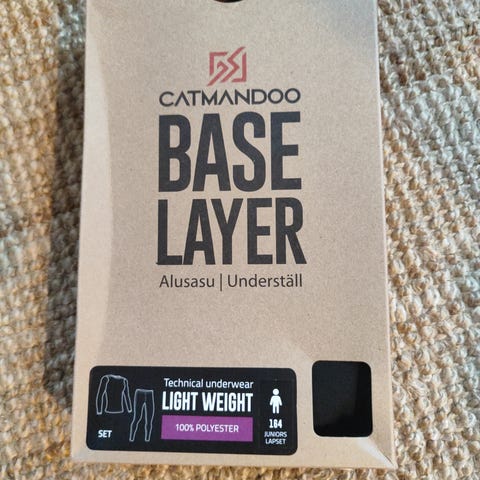 CATMANDOO
BASE
LAYER
Alusasu | Underställ
Technical underwear
LIGHT WEIGHT
100% POLYESTER
SET
164
JUNIORS
LAPSET